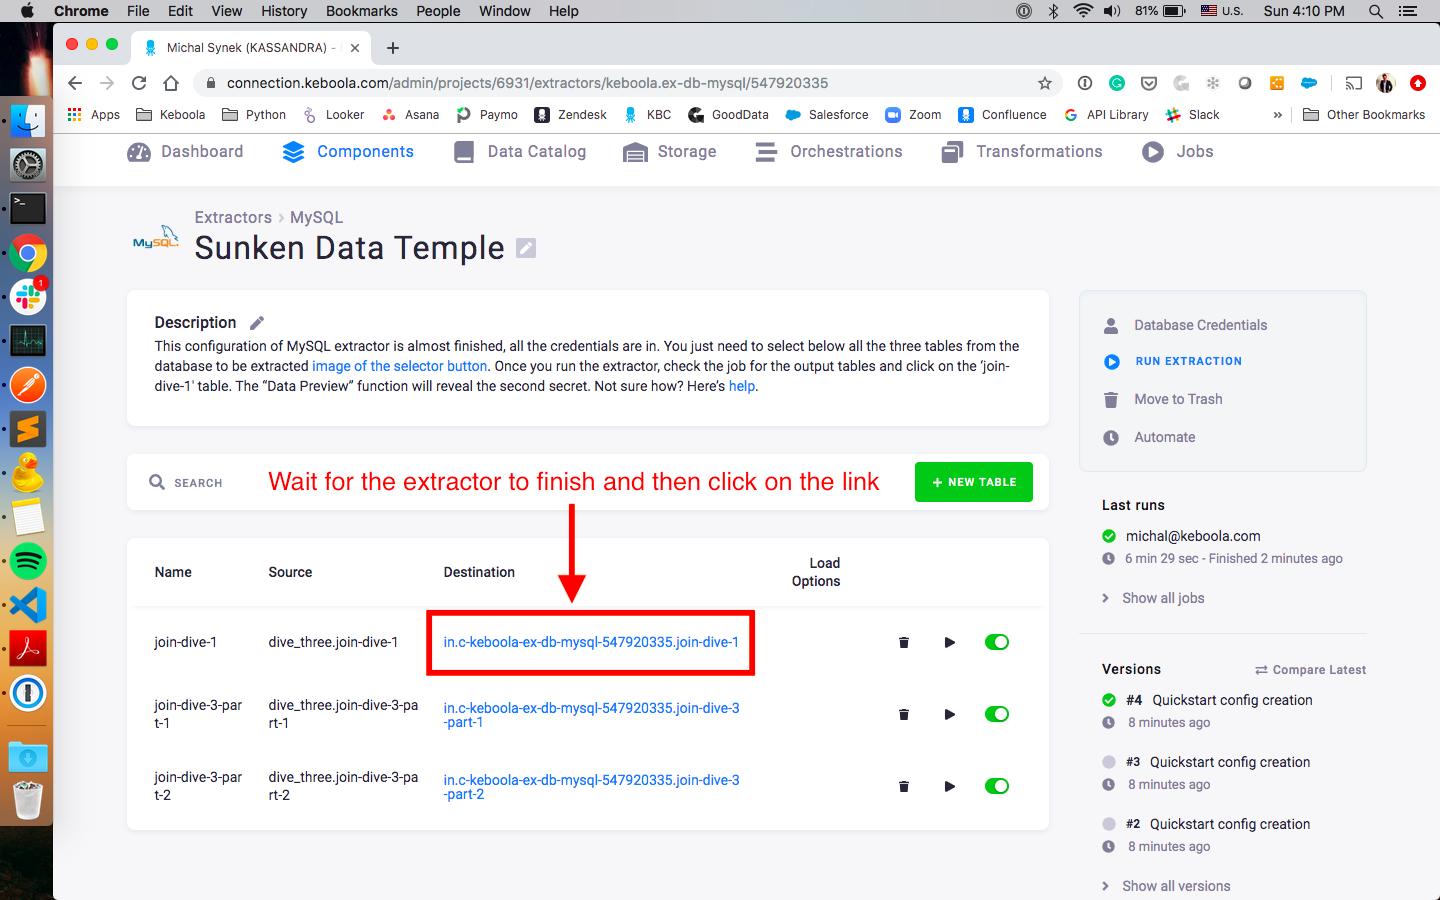 Chrome File Edit View History Bookmarks People Window Help 81% U.S. Sun 4:10 PM
Michal Synek (KASSANDRA) -
connection.keboola.com/admin/projects/6931/extractors/keboola.ex-db-mysql/547920335
Apps Keboola Python Looker Asana Paymo Zendesk KBC GoodData Salesforce Zoom Confluence API Library Slack » Other Bookmarks
Dashboard Components Data Catalog Storage Orchestrations Transformations Jobs
Extractors › MySQL
MySQL
Sunken Data Temple
Description
This configuration of MySQL extractor is almost finished, all the credentials are in. You just need to select below all the three tables from the
database to be extracted image of the selector button. Once you run the extractor, check the job for the output tables and click on the ‘join-
dive-1' table. The “Data Preview” function will reveal the second secret. Not sure how? Here’s help.
SEARCH
Wait for the extractor to finish and then click on the link
+ NEW TABLE
Name Source Destination Load
Options
join-dive-1 dive_three.join-dive-1 in.c-keboola-ex-db-mysql-547920335.join-dive-1
join-dive-3-par dive_three.join-dive-3-pa in.c-keboola-ex-db-mysql-547920335.join-dive-3
t-1 rt-1 -part-1
join-dive-3-par dive_three.join-dive-3-pa in.c-keboola-ex-db-mysql-547920335.join-dive-3
t-2 rt-2 -part-2
Database Credentials
RUN EXTRACTION
Move to Trash
Automate
Last runs
michal@keboola.com
6 min 29 sec - Finished 2 minutes ago
Show all jobs
Versions Compare Latest
#4 Quickstart config creation
8 minutes ago
#3 Quickstart config creation
8 minutes ago
#2 Quickstart config creation
8 minutes ago
Show all versions
1